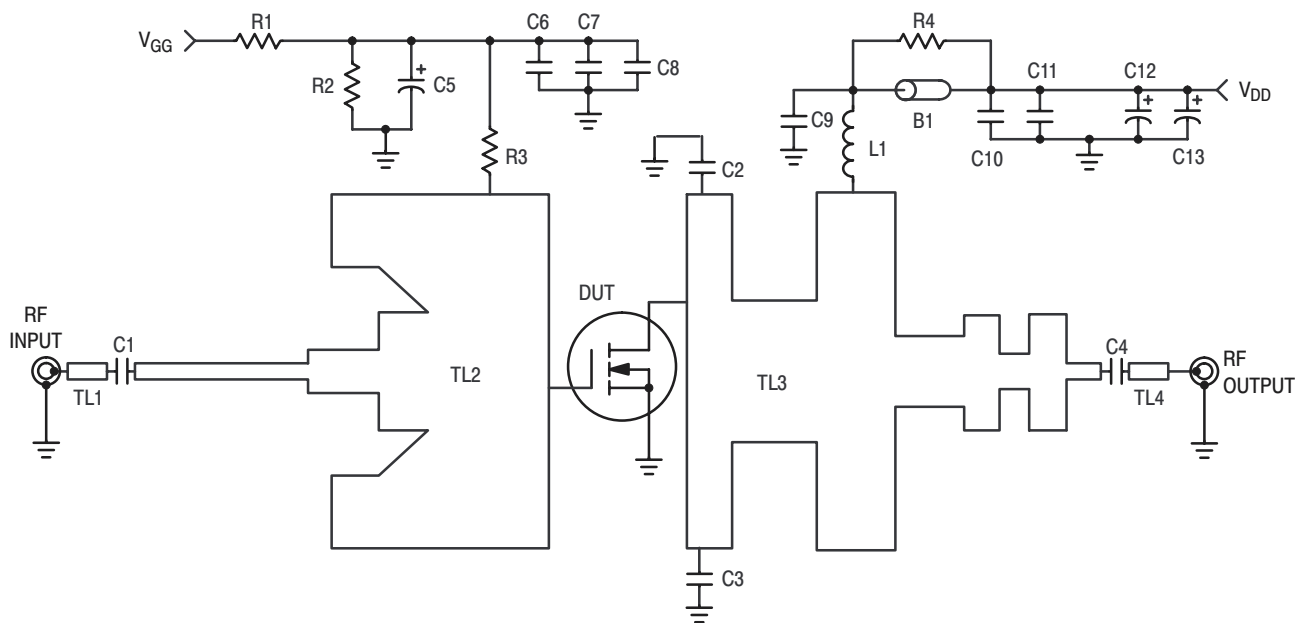 R1
C6
C7
R4
VGG
C11
C12
R2
C5
C8
VDD
C9
B1
R3
L1
C10
C13
C2
DUT
RF
INPUT
C1
C4
RF
OUTPUT
TL1
TL2
TL3
TL4
C3
+
+
+